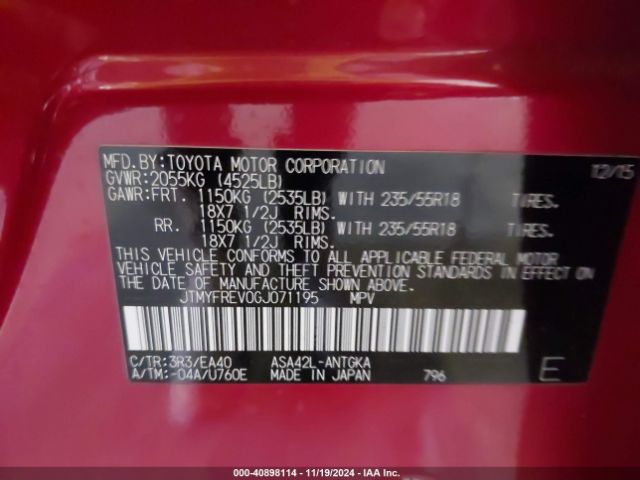 MFD.BY:TOYOTA MOTOR CORPORATION 12/15
GVWR:2055KG (4525LB)
GAWR:FRT. 1150KG (2535LB) WITH 235/55R18 TIRES.
18X7 1/2J RIMS.
RR. 1150KG (2535LB) WITH 235/55R18 TIRES.
18X7 1/2J RIMS.
THIS VEHICLE CONFORMS TO ALL APPLICABLE FEDERAL MOTOR
VEHICLE SAFETY AND THEFT PREVENTION STANDARDS IN EFFECT ON
THE DATE OF MANUFACTURE SHOWN ABOVE.
JTMYFREV0GJ071195 MPV
C/TR:3R3/EA40 ASA42L-ANTGKA
A/TM:-04A/U760E MADE IN JAPAN 796 E
000-40898114 - 11/19/2024 - IAA Inc.